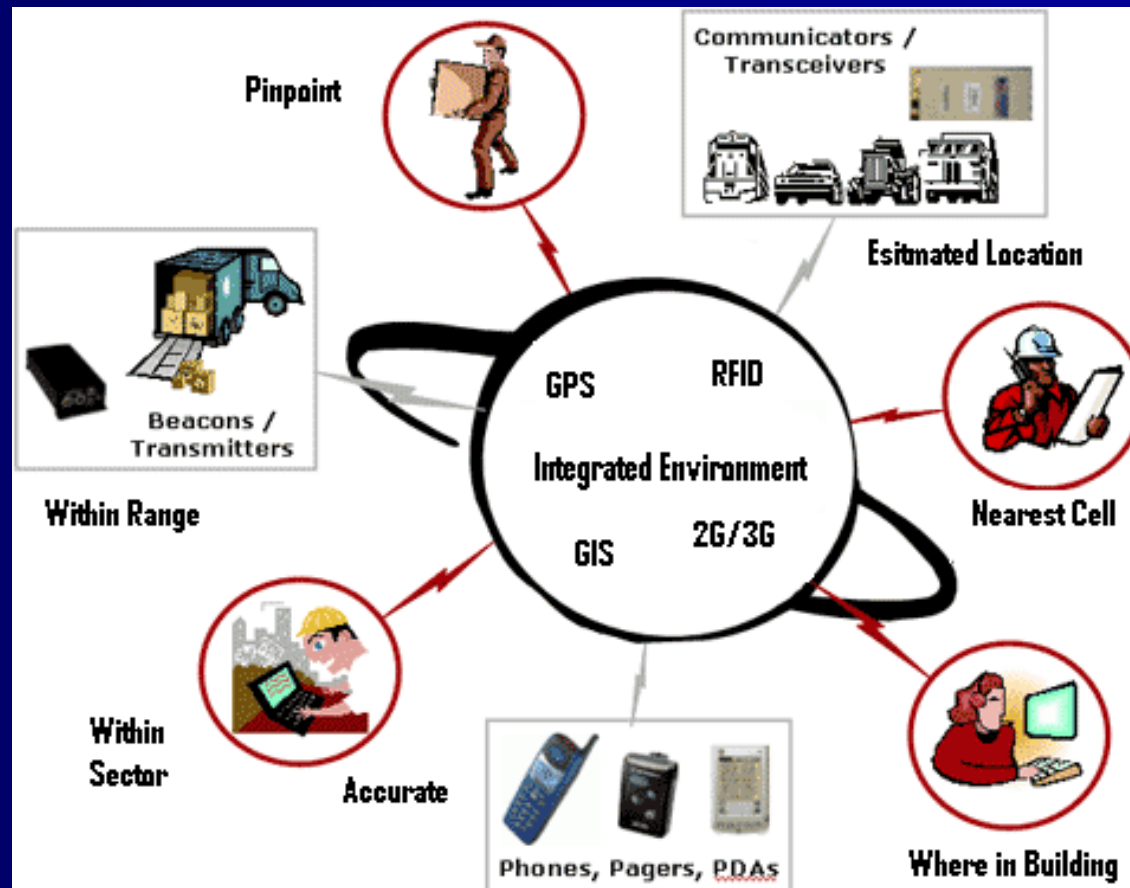 Pinpoint
Communicators /
Transceivers
Esitmated Location
Beacons /
Transmitters
Within Range
GPS
RFID
Integrated Environment
GIS
2G/3G
Nearest Cell
Within
Sector
Accurate
Phones, Pagers, PDAs
Where in Building